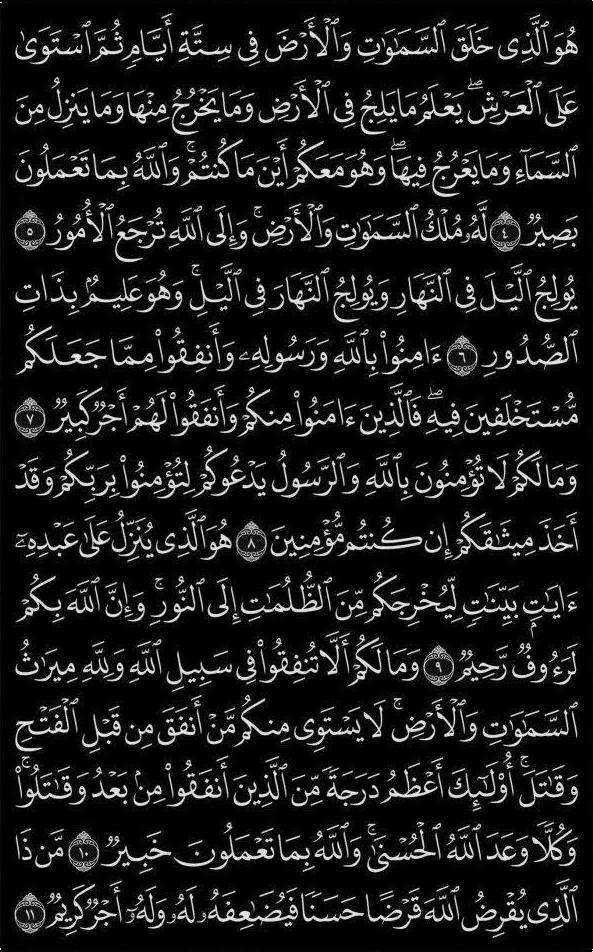 هُوَ ٱلَّذِى خَلَقَ ٱلسَّمَٰوَٰتِ وَٱلْأَرْضَ فِى سِتَّةِ أَيَّامٍ ثُمَّ ٱسْتَوَىٰ
عَلَى ٱلْعَرْشِ ۖ يَعْلَمُ مَا يَلِجُ فِى ٱلْأَرْضِ وَمَا يَخْرُجُ مِنْهَا وَمَا يَنزِلُ مِنَ
ٱلسَّمَآءِ وَمَا يَعْرُجُ فِيهَا ۖ وَهُوَ مَعَكُمْ أَيْنَ مَا كُنتُمْ ۚ وَٱللَّهُ بِمَا تَعْمَلُونَ
بَصِيرٌ ٤ لَّهُۥ مُلْكُ ٱلسَّمَٰوَٰتِ وَٱلْأَرْضِ ۚ وَإِلَى ٱللَّهِ تُرْجَعُ ٱلْأُمُورُ ٥
يُولِجُ ٱلَّيْلَ فِى ٱلنَّهَارِ وَيُولِجُ ٱلنَّهَارَ فِى ٱلَّيْلِ ۚ وَهُوَ عَلِيمٌۢ بِذَاتِ
ٱلصُّدُورِ ٦ ءَامِنُوا۟ بِٱللَّهِ وَرَسُولِهِۦ وَأَنفِقُوا۟ مِمَّا جَعَلَكُم
مُّسْتَخْلَفِينَ فِيهِ ۖ فَٱلَّذِينَ ءَامَنُوا۟ مِنكُمْ وَأَنفَقُوا۟ لَهُمْ أَجْرٌ كَبِيرٌ ٧
وَمَا لَكُمْ لَا تُؤْمِنُونَ بِٱللَّهِ وَٱلرَّسُولُ يَدْعُوكُمْ لِتُؤْمِنُوا۟ بِرَبِّكُمْ وَقَدْ
أَخَذَ مِيثَٰقَكُمْ إِن كُنتُم مُّؤْمِنِينَ ٨ هُوَ ٱلَّذِى يُنَزِّلُ عَلَىٰ عَبْدِهِۦٓ
ءَايَٰتٍۭ بَيِّنَٰتٍ لِّيُخْرِجَكُم مِّنَ ٱلظُّلُمَٰتِ إِلَى ٱلنُّورِ ۚ وَإِنَّ ٱللَّهَ بِكُمْ
لَرَءُوفٌ رَّحِيمٌ ٩ وَمَا لَكُمْ أَلَّا تُنفِقُوا۟ فِى سَبِيلِ ٱللَّهِ وَلِلَّهِ مِيرَٰثُ
ٱلسَّمَٰوَٰتِ وَٱلْأَرْضِ ۚ لَا يَسْتَوِى مِنكُم مَّنْ أَنفَقَ مِن قَبْلِ ٱلْفَتْحِ
وَقَٰتَلَ ۚ أُو۟لَٰٓئِكَ أَعْظَمُ دَرَجَةً مِّنَ ٱلَّذِينَ أَنفَقُوا۟ مِنۢ بَعْدُ وَقَٰتَلُوا۟ ۚ
وَكُلًّا وَعَدَ ٱللَّهُ ٱلْحُسْنَىٰ ۚ وَٱللَّهُ بِمَا تَعْمَلُونَ خَبِيرٌ ١٠ مَّن ذَا
ٱلَّذِى يُقْرِضُ ٱللَّهَ قَرْضًا حَسَنًا فَيُضَٰعِفَهُۥ لَهُۥ وَلَهُۥٓ أَجْرٌ كَرِيمٌ ١١